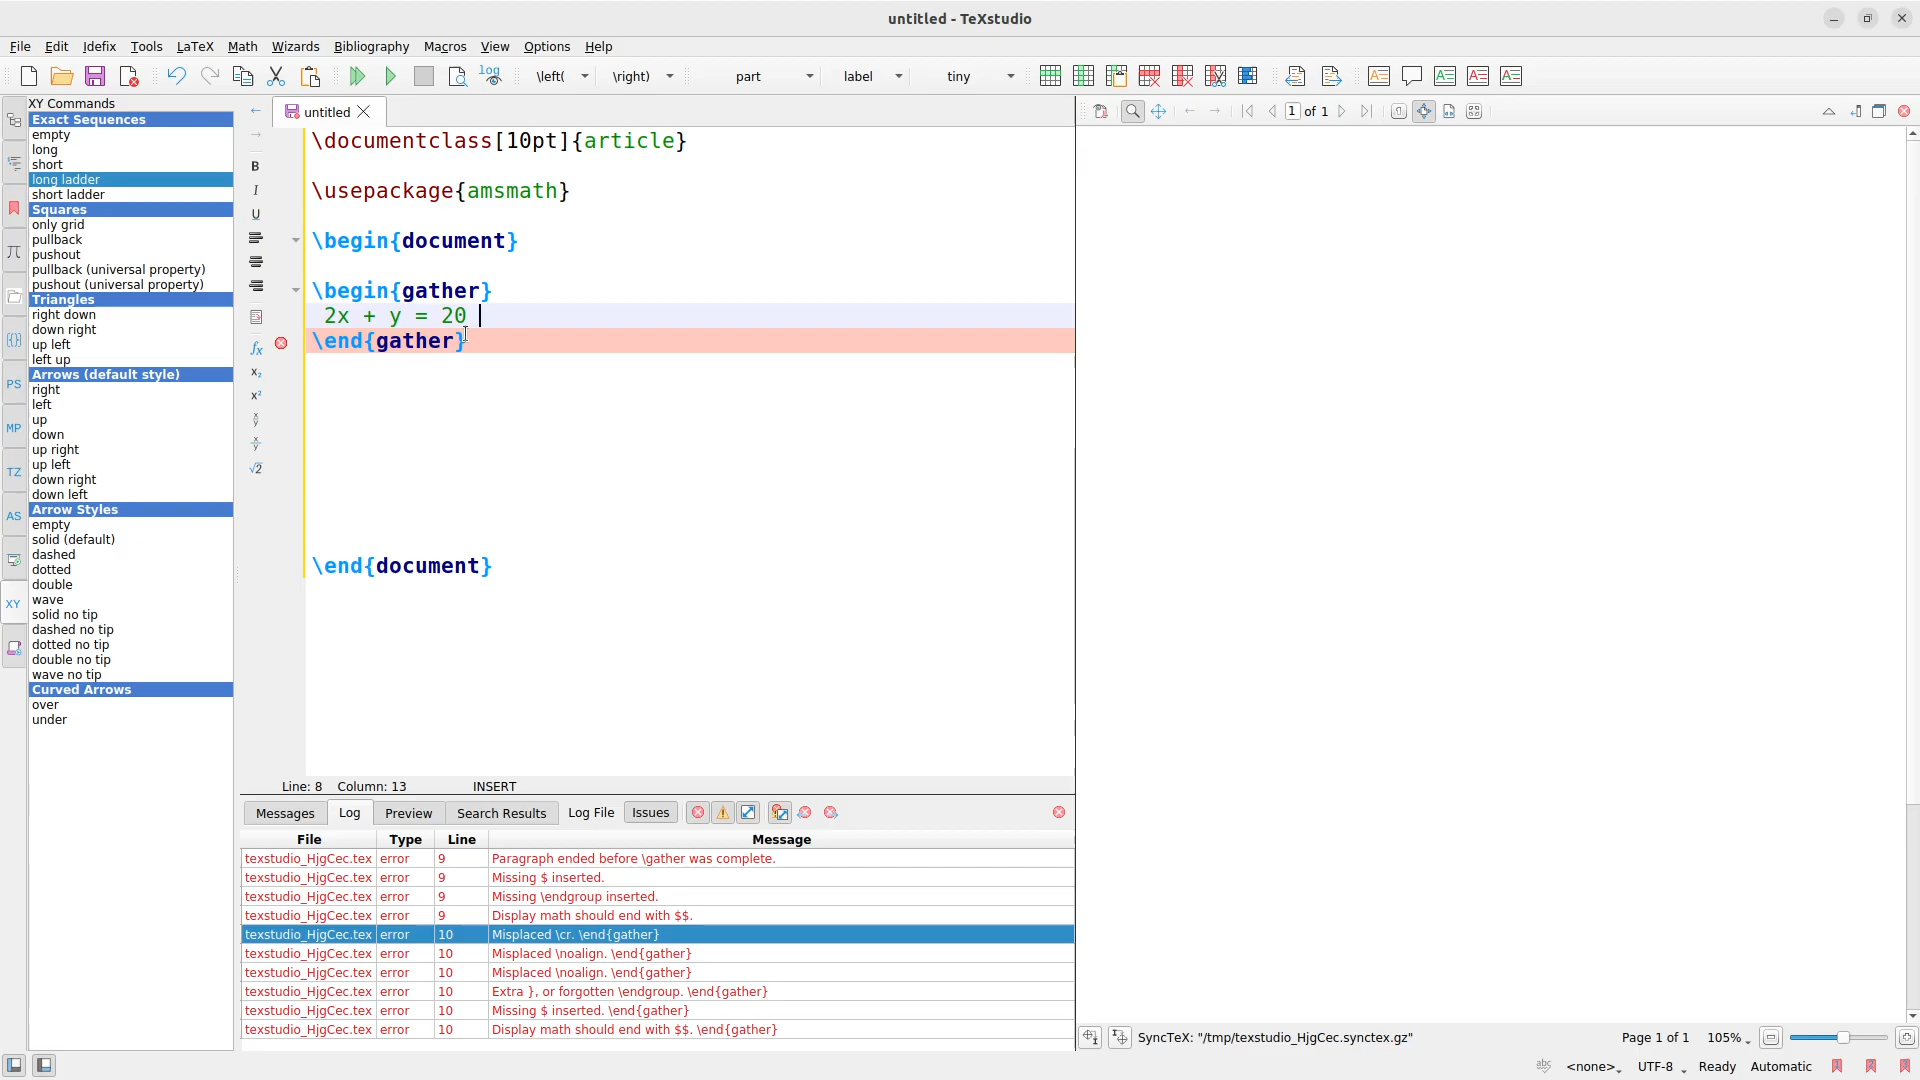 untitled - TeXstudio
File Edit Idefix Tools LaTeX Math Wizards Bibliography Macros View Options Help
log \left( \right) part label tiny
XY Commands
Exact Sequences
empty
long
short
long ladder
short ladder
Squares
only grid
pullback
pushout
pullback (universal property)
pushout (universal property)
Triangles
right down
down right
up left
left up
Arrows (default style)
right
left
up
down
up right
up left
down right
down left
Arrow Styles
empty
solid (default)
dashed
dotted
double
wave
solid no tip
dashed no tip
dotted no tip
double no tip
wave no tip
Curved Arrows
over
under
PS
MP
TZ
AS
XY
untitled
B
I
U
fx
x₂
x²
x/y
x/y
√2
\documentclass[10pt]{article}
\usepackage{amsmath}
\begin{document}
\begin{gather}
2x + y = 20
\end{gather}
\end{document}
Line: 8 Column: 13 INSERT
Messages Log Preview Search Results Log File Issues
File Type Line Message
texstudio_HjgCec.tex error 9 Paragraph ended before \gather was complete.
texstudio_HjgCec.tex error 9 Missing $ inserted.
texstudio_HjgCec.tex error 9 Missing \endgroup inserted.
texstudio_HjgCec.tex error 9 Display math should end with $$.
texstudio_HjgCec.tex error 10 Misplaced \cr. \end{gather}
texstudio_HjgCec.tex error 10 Misplaced \noalign. \end{gather}
texstudio_HjgCec.tex error 10 Misplaced \noalign. \end{gather}
texstudio_HjgCec.tex error 10 Extra }, or forgotten \endgroup. \end{gather}
texstudio_HjgCec.tex error 10 Missing $ inserted. \end{gather}
texstudio_HjgCec.tex error 10 Display math should end with $$. \end{gather}
1 of 1
SyncTeX: "/tmp/texstudio_HjgCec.synctex.gz" Page 1 of 1 105%
abc <none> UTF-8 Ready Automatic